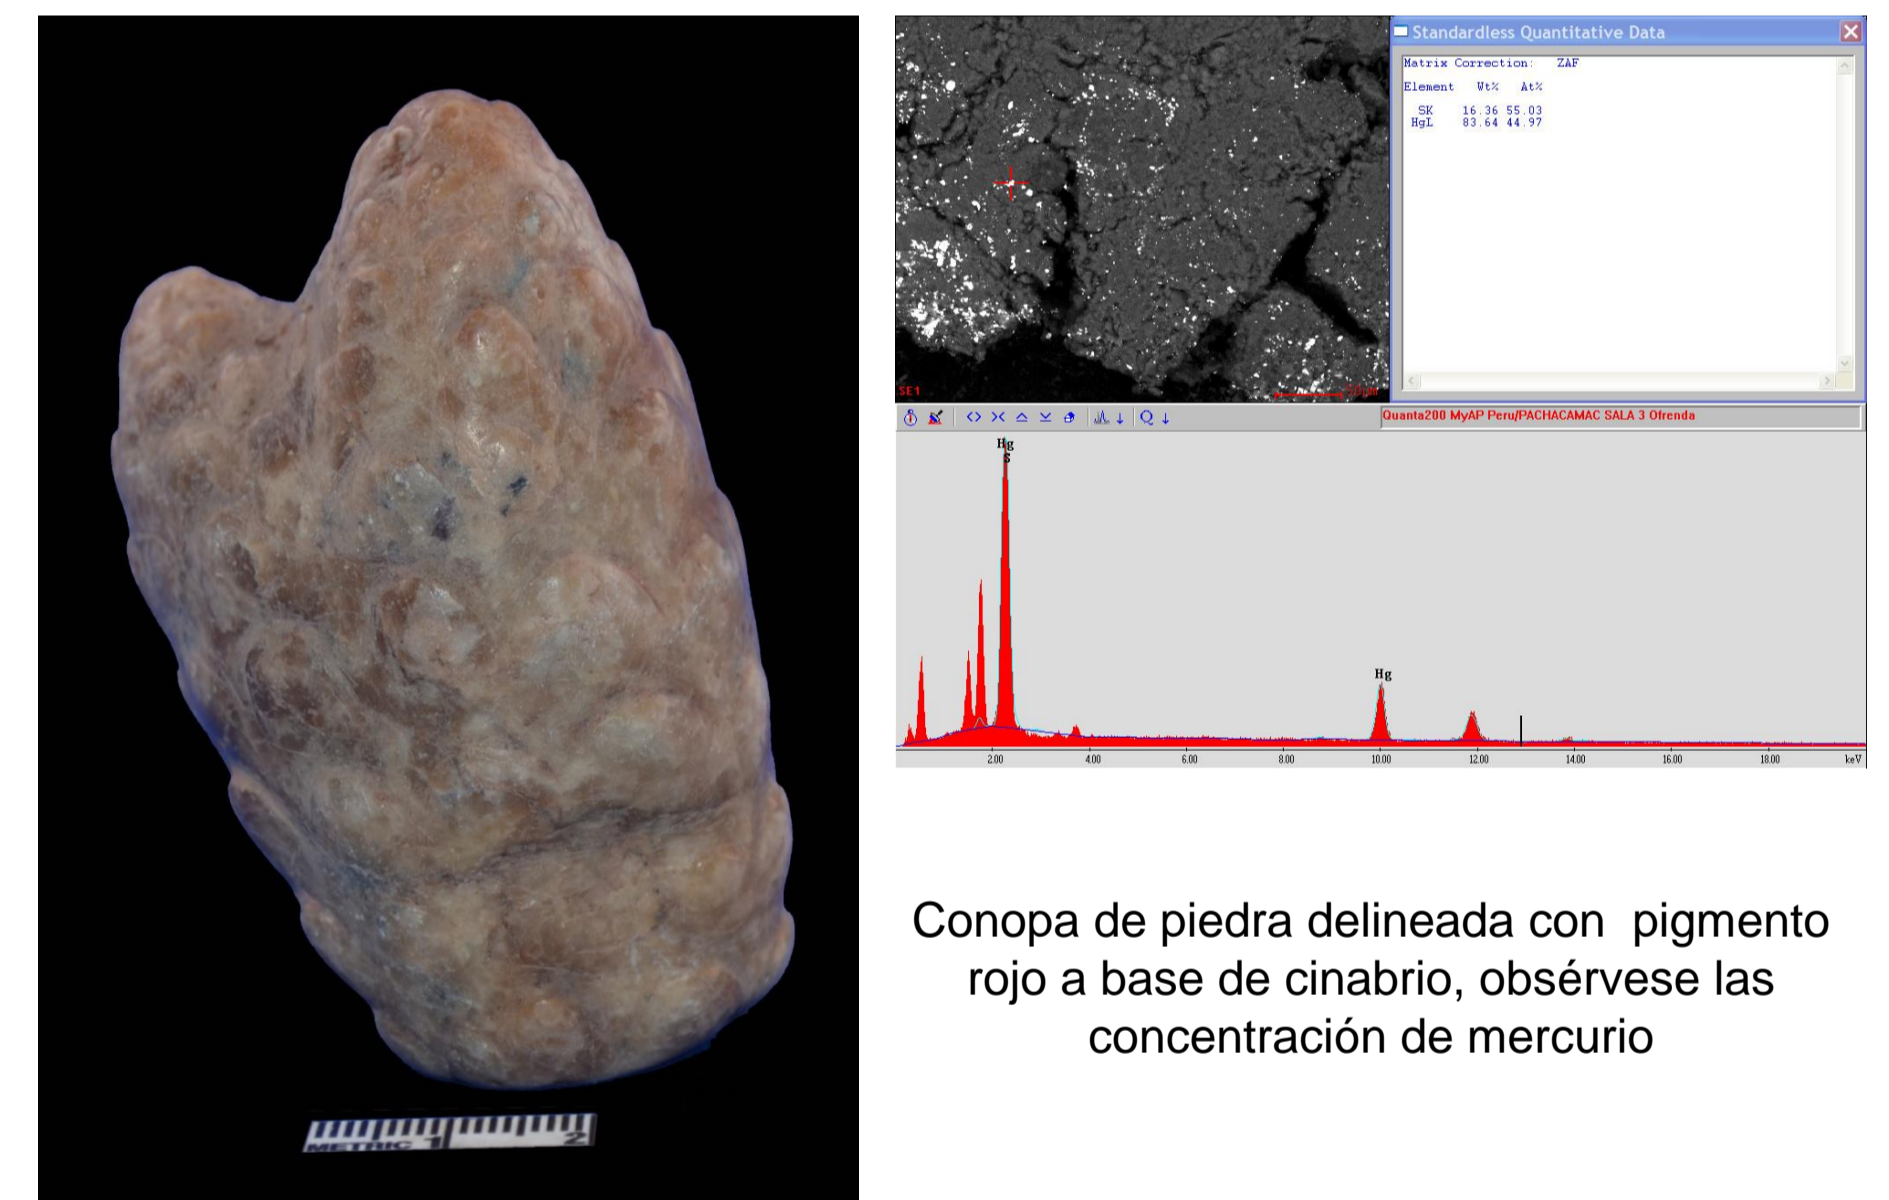 METRIC 1 2
Standardless Quantitative Data
Matrix Correction: ZAF
Element Wt% At%
SK 16.36 55.03
HgL 83.64 44.97
SE1
Quanta200 MyAP Peru/PACHACAMAC SALA 3 Ofrenda
Hg
S
Hg
2.00 4.00 6.00 8.00 10.00 12.00 14.00 16.00 18.00 keV
Conopa de piedra delineada con pigmento
rojo a base de cinabrio, obsérvese las
concentración de mercurio